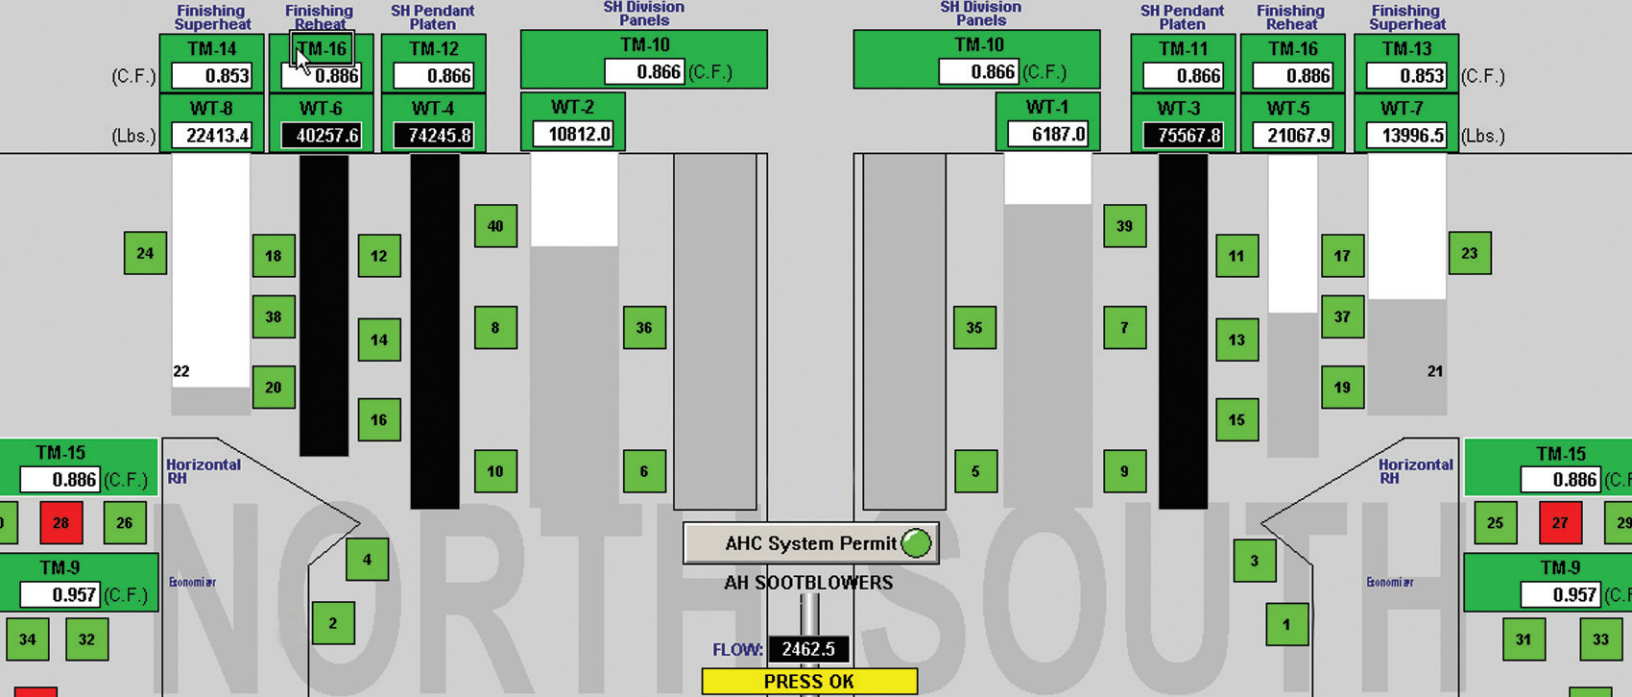 Finishing Superheat
Finishing Reheat
SH Pendant Platen
SH Division Panels
SH Division Panels
SH Pendant Platen
Finishing Reheat
Finishing Superheat
TM-14
TM-16
TM-12
TM-10
TM-10
TM-11
TM-16
TM-13
(C.F.) 0.853
0.886
0.866
0.866 (C.F.)
0.866 (C.F.)
0.866
0.886
0.853 (C.F.)
WT-8
WT-6
WT-4
WT-2
WT-1
WT-3
WT-5
WT-7
(Lbs.) 22413.4
40257.6
74245.8
10812.0
6187.0
75567.8
21067.9
13996.5 (Lbs.)
40
39
24
18
12
11
17
23
38
14
8
36
35
7
13
37
22
20
16
15
19
21
10
6
5
9
TM-15
0.886 (C.F.)
Horizontal RH
Horizontal RH
TM-15
0.886
28
26
25
27
29
NORTH SOUTH
AHC System Permit
4
3
TM-9
0.957 (C.F.)
Economizer
AH SOOTBLOWERS
Economizer
TM-9
0.957
34
32
2
1
31
33
FLOW: 2462.5
PRESS OK